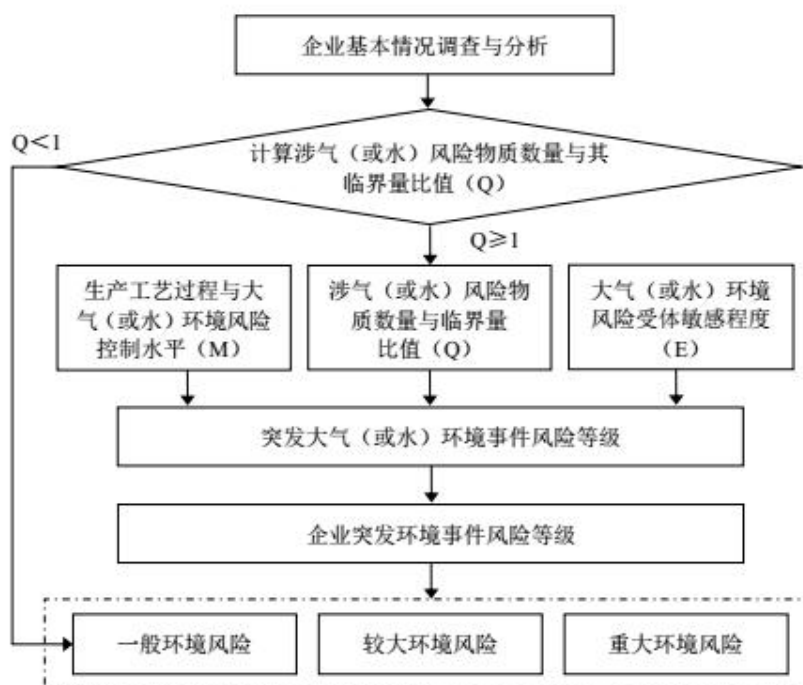 企业基本情况调查与分析
Q＜1
计算涉气（或水）风险物质数量与其
临界量比值（Q）
Q≥1
生产工艺过程与大
气（或水）环境风险
控制水平（M）
涉气（或水）风险物
质数量与临界量
比值（Q）
大气（或水）环境
风险受体敏感程度
（E）
突发大气（或水）环境事件风险等级
企业突发环境事件风险等级
一般环境风险
较大环境风险
重大环境风险